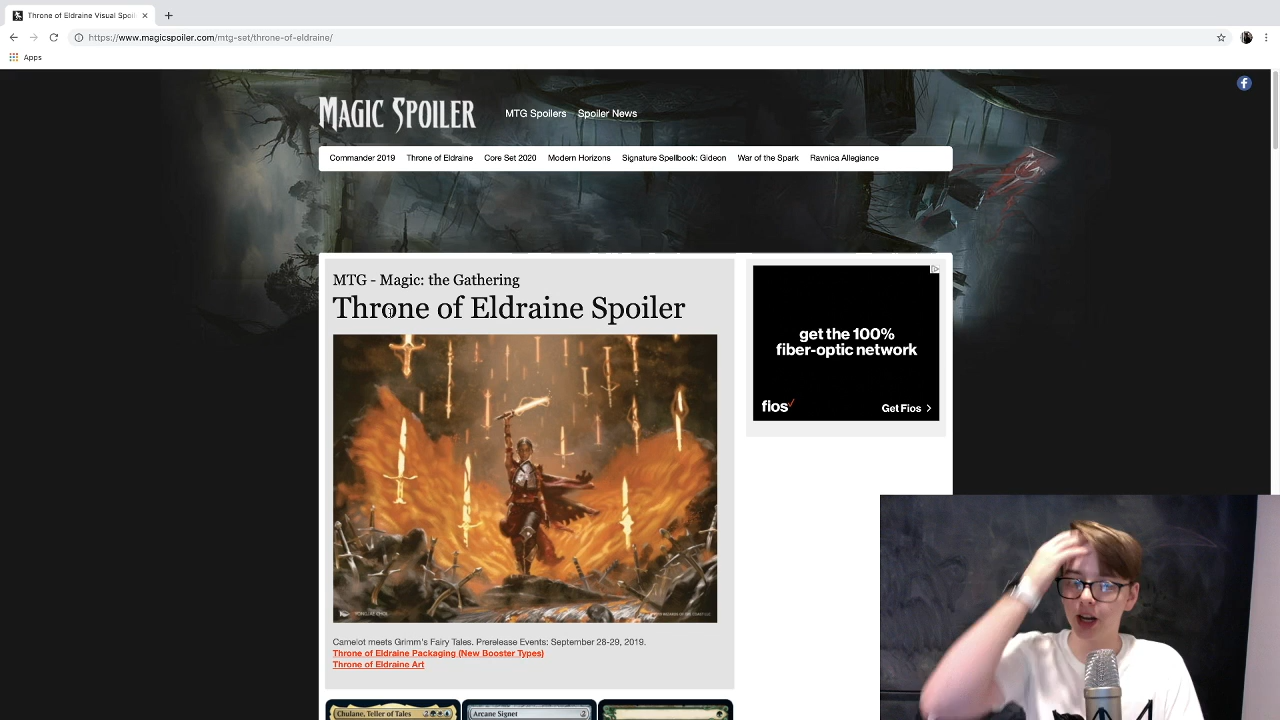 Throne of Eldraine Visual Spoil
https://www.magicspoiler.com/mtg-set/throne-of-eldraine/
Apps
MAGIC SPOILER
MTG Spoilers Spoiler News
Commander 2019 Throne of Eldraine Core Set 2020 Modern Horizons Signature Spellbook: Gideon War of the Spark Ravnica Allegiance
MTG - Magic: the Gathering
Throne of Eldraine Spoiler
get the 100%
fiber-optic network
fios
Get Fios
Camelot meets Grimm's Fairy Tales. Prerelease Events: September 28-29, 2019.
Throne of Eldraine Packaging (New Booster Types)
Throne of Eldraine Art
Chulane, Teller of Tales 2
Arcane Signet 2